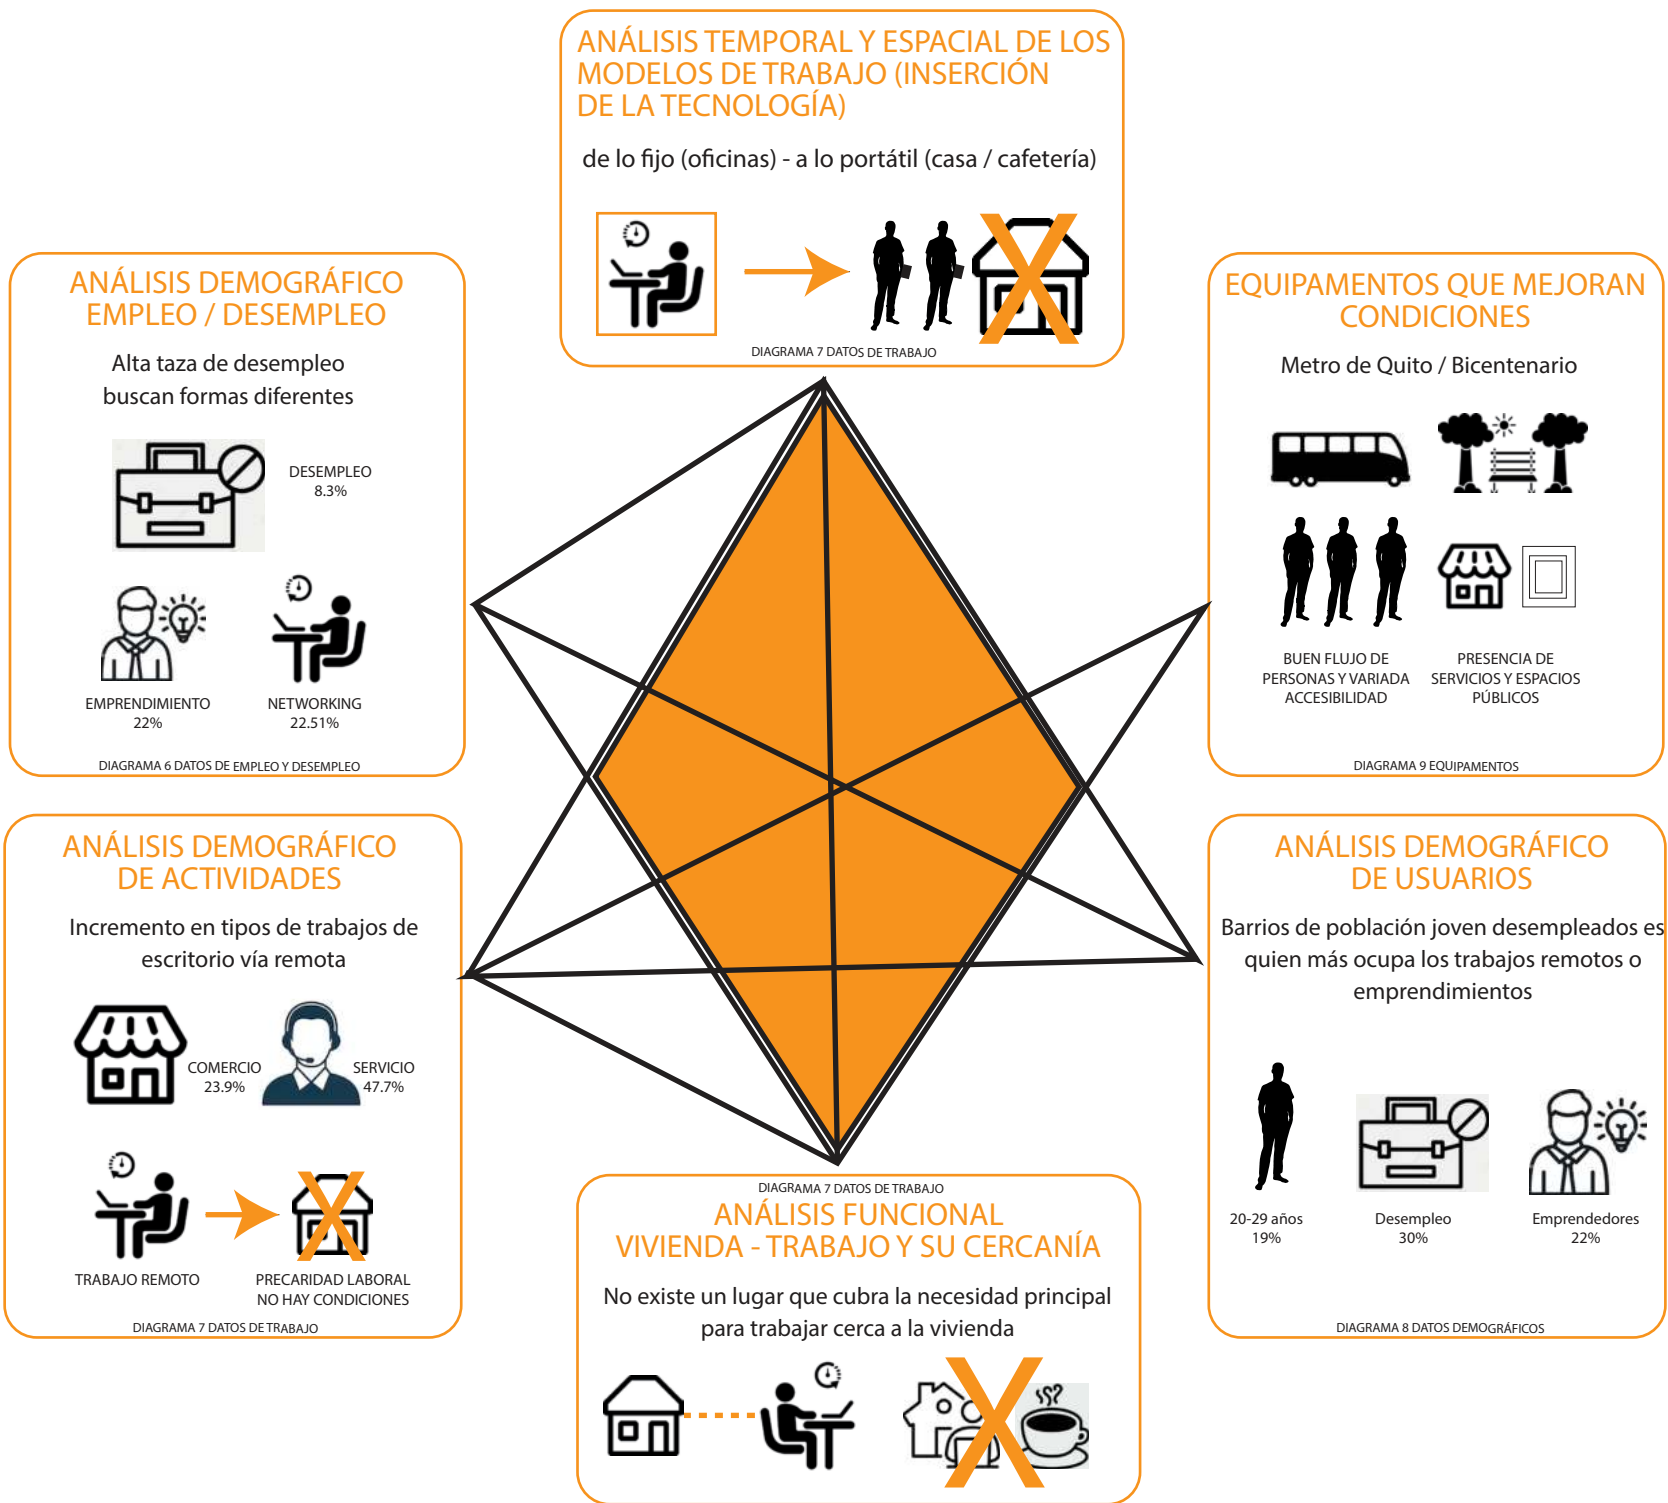 ANÁLISIS TEMPORAL Y ESPACIAL DE LOS
MODELOS DE TRABAJO (INSERCIÓN
DE LA TECNOLOGÍA)
de lo fijo (oficinas) - a lo portátil (casa / cafetería)
DIAGRAMA 7 DATOS DE TRABAJO
ANÁLISIS DEMOGRÁFICO
EMPLEO / DESEMPLEO
Alta taza de desempleo
buscan formas diferentes
DESEMPLEO
8.3%
EMPRENDIMIENTO
22%
NETWORKING
22.51%
DIAGRAMA 6 DATOS DE EMPLEO Y DESEMPLEO
EQUIPAMENTOS QUE MEJORAN
CONDICIONES
Metro de Quito / Bicentenario
BUEN FLUJO DE
PERSONAS Y VARIADA
ACCESIBILIDAD
PRESENCIA DE
SERVICIOS Y ESPACIOS
PÚBLICOS
DIAGRAMA 9 EQUIPAMENTOS
ANÁLISIS DEMOGRÁFICO
DE ACTIVIDADES
Incremento en tipos de trabajos de
escritorio vía remota
COMERCIO
23.9%
SERVICIO
47.7%
TRABAJO REMOTO
PRECARIDAD LABORAL
NO HAY CONDICIONES
DIAGRAMA 7 DATOS DE TRABAJO
ANÁLISIS DEMOGRÁFICO
DE USUARIOS
Barrios de población joven desempleados es
quien más ocupa los trabajos remotos o
emprendimientos
20-29 años
19%
Desempleo
30%
Emprendedores
22%
DIAGRAMA 8 DATOS DEMOGRÁFICOS
DIAGRAMA 7 DATOS DE TRABAJO
ANÁLISIS FUNCIONAL
VIVIENDA - TRABAJO Y SU CERCANÍA
No existe un lugar que cubra la necesidad principal
para trabajar cerca a la vivienda